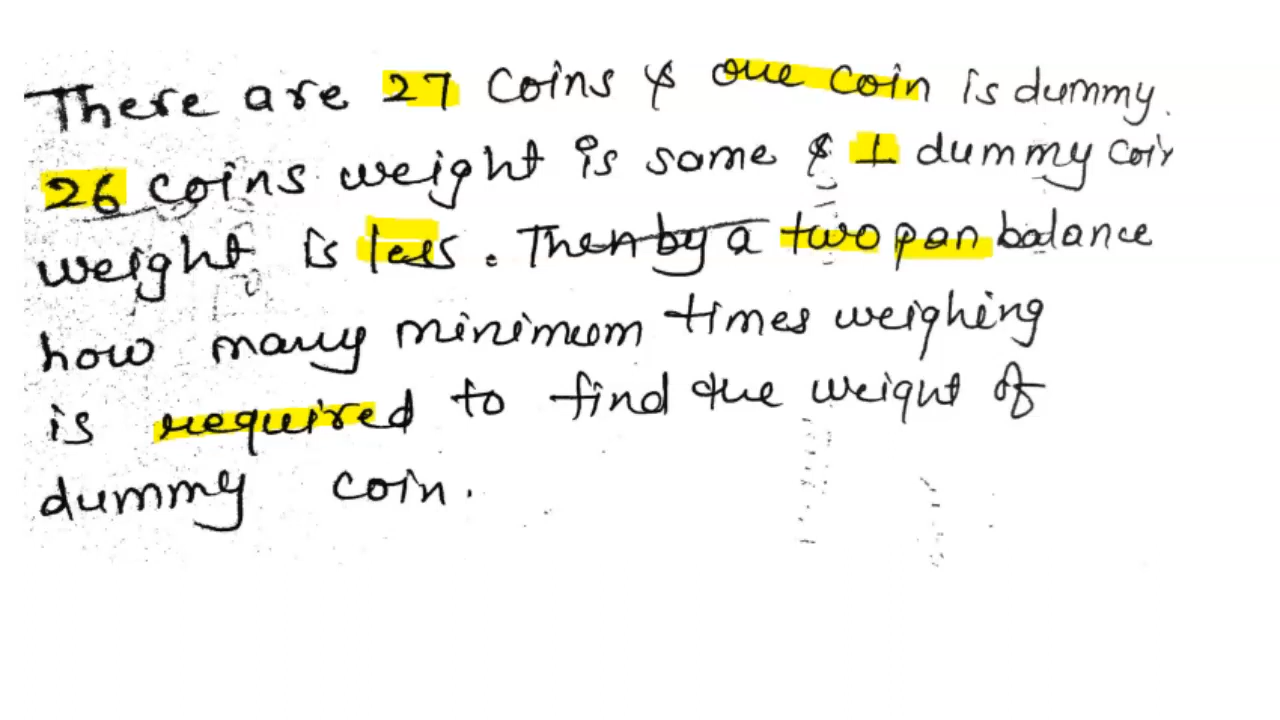 There are 27 coins & one coin is dummy.
26 coins weight is same & 1 dummy coin
weight is less. Then by a two pan balance
how many minimum times weighing
is required to find the weight of
dummy coin.